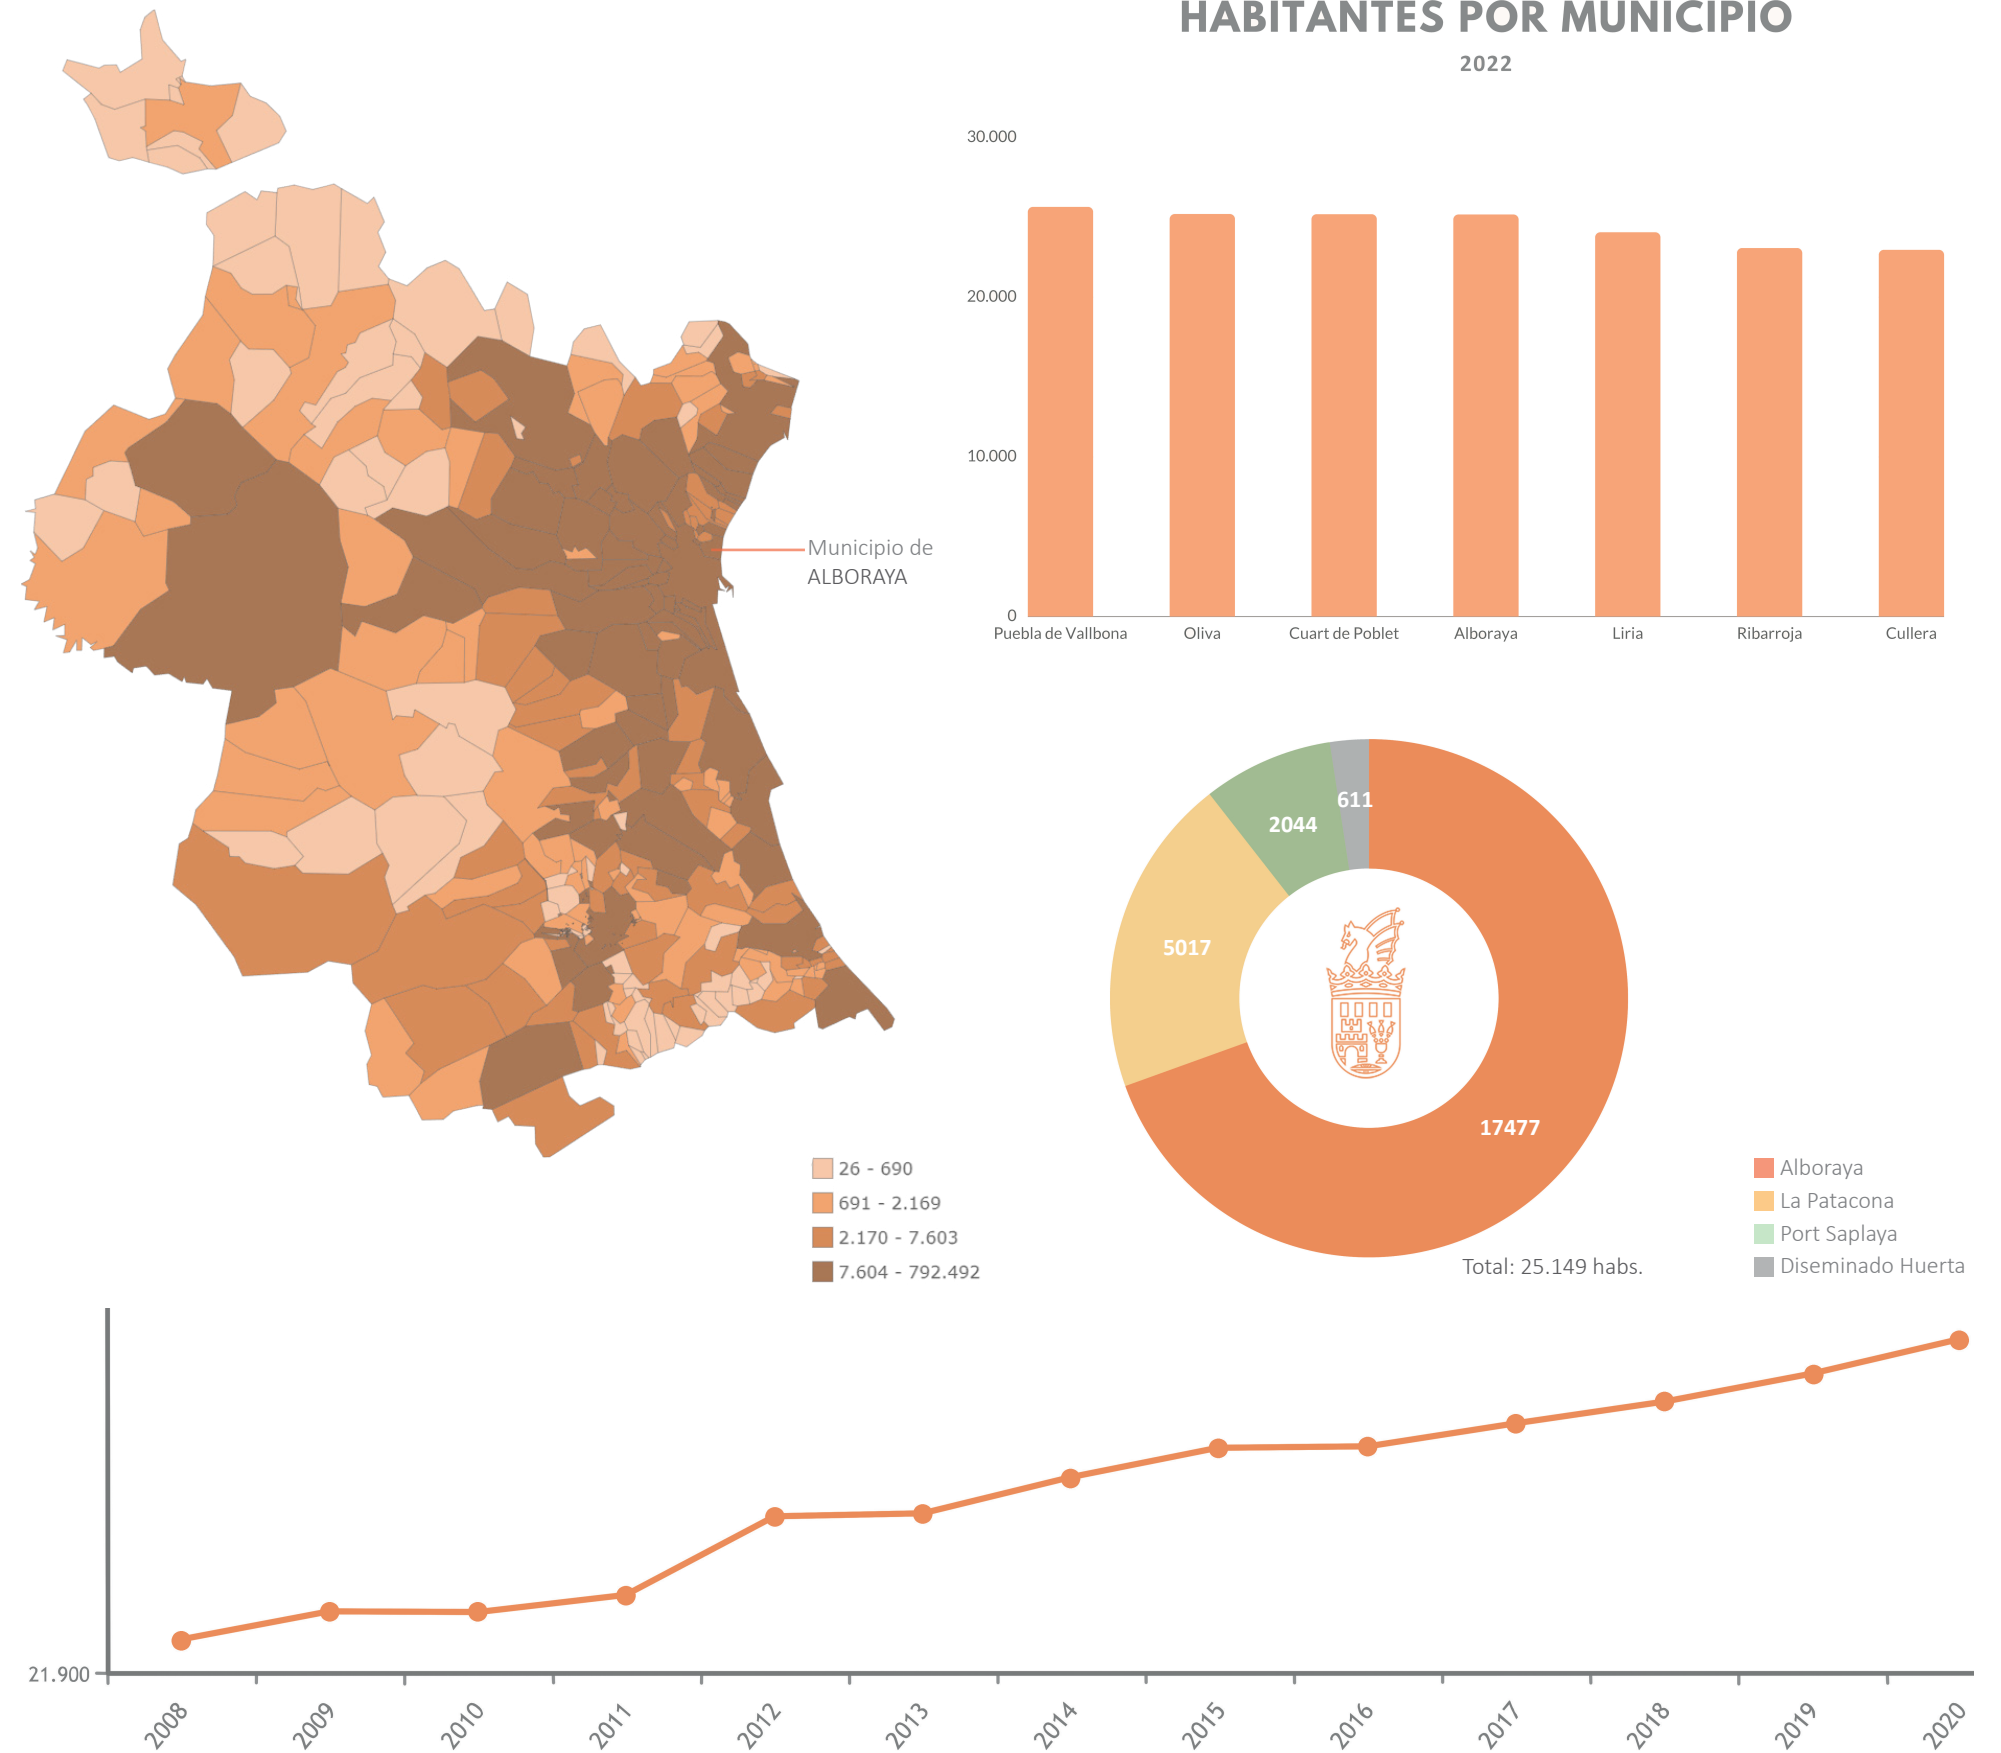 HABITANTES POR MUNICIPIO
2022
30.000
20.000
10.000
0
Puebla de Vallbona
Oliva
Cuart de Poblet
Alboraya
Liria
Ribarroja
Cullera
Municipio de
ALBORAYA
611
2044
5017
17477
26 - 690
691 - 2.169
2.170 - 7.603
7.604 - 792.492
Alboraya
La Patacona
Port Saplaya
Diseminado Huerta
Total: 25.149 habs.
21.900
2008
2009
2010
2011
2012
2013
2014
2015
2016
2017
2018
2019
2020